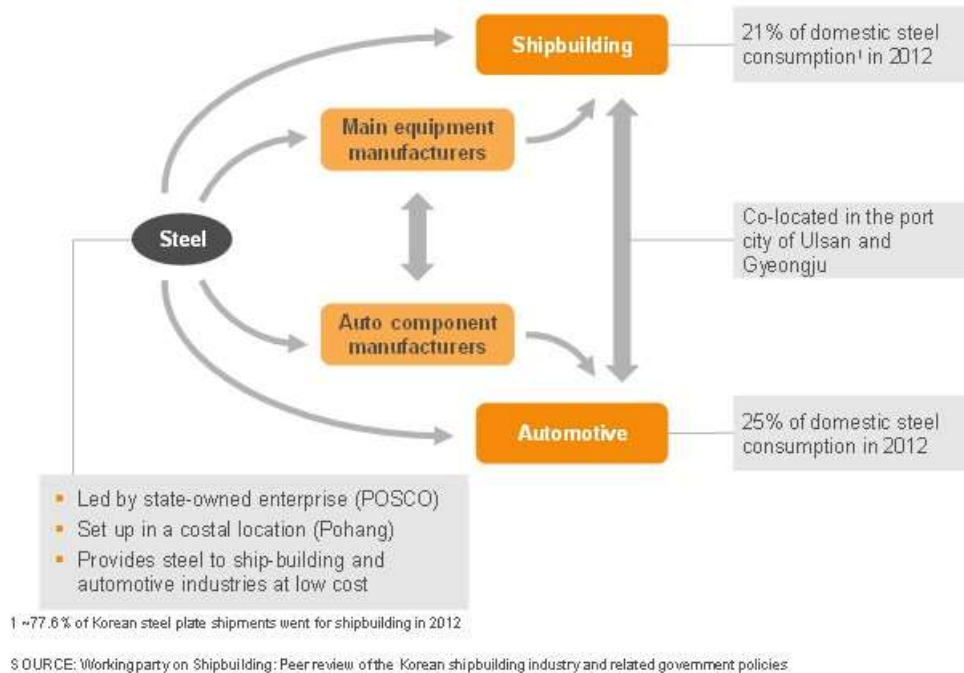 Shipbuilding
21% of domestic steel
consumption¹ in 2012
Main equipment
manufacturers
Steel
Co-located in the port
city of Ulsan and
Gyeongju
Auto component
manufacturers
Automotive
25% of domestic steel
consumption in 2012
▪ Led by state-owned enterprise (POSCO)
▪ Set up in a costal location (Pohang)
▪ Provides steel to ship-building and
automotive industries at low cost
1 ~77.6% of Korean steel plate shipments went for shipbuilding in 2012
SOURCE: Working party on Shipbuilding: Peer review of the Korean shipbuilding industry and related government policies